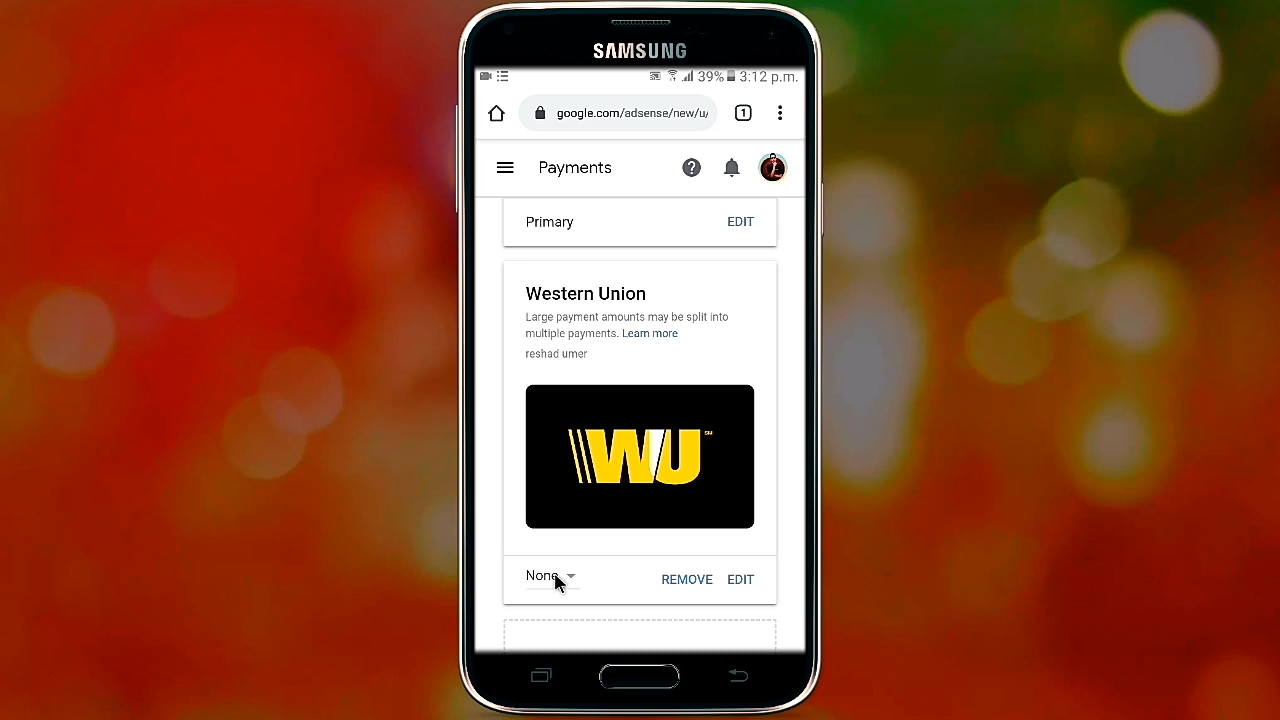 SAMSUNG
39% 3:12 p.m.
google.com/adsense/new/u/
1
Payments
?
Primary
EDIT
Western Union
Large payment amounts may be split into
multiple payments. Learn more
reshad umer
WU SM
None
REMOVE
EDIT